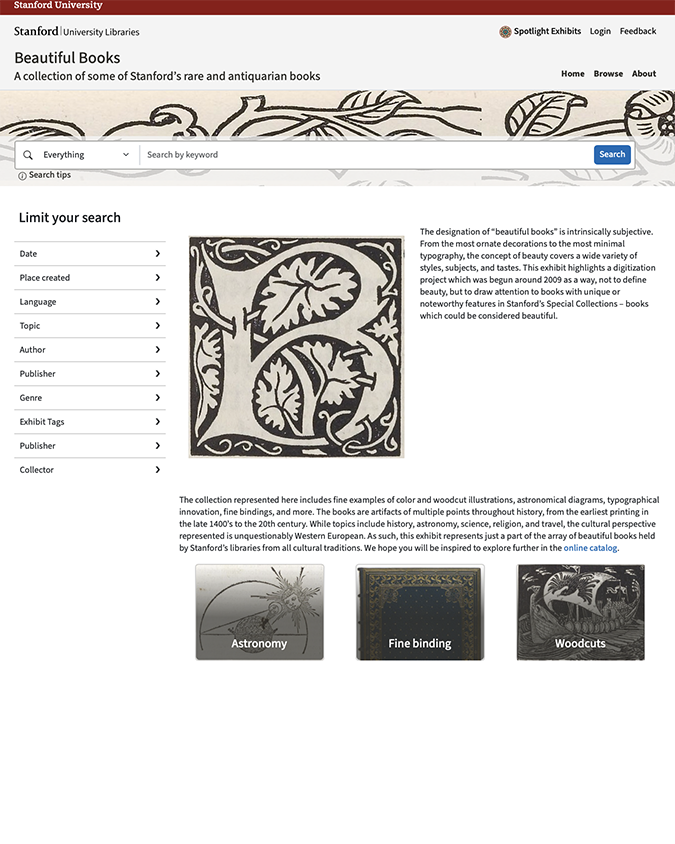 Stanford University
Stanford University Libraries
Spotlight Exhibits Login Feedback
Beautiful Books
A collection of some of Stanford's rare and antiquarian books
Home Browse About
Everything
Search by keyword
Search
Search tips
Limit your search
Date
Place created
Language
Topic
Author
Publisher
Genre
Exhibit Tags
Publisher
Collector
B
The designation of “beautiful books” is intrinsically subjective.
From the most ornate decorations to the most minimal
typography, the concept of beauty covers a wide variety of
styles, subjects, and tastes. This exhibit highlights a digitization
project which was begun around 2009 as a way, not to define
beauty, but to draw attention to books with unique or
noteworthy features in Stanford’s Special Collections – books
which could be considered beautiful.
The collection represented here includes fine examples of color and woodcut illustrations, astronomical diagrams, typographical
innovation, fine bindings, and more. The books are artifacts of multiple points throughout history, from the earliest printing in
the late 1400's to the 20th century. While topics include history, astronomy, science, religion, and travel, the cultural perspective
represented is unquestionably Western European. As such, this exhibit represents just a part of the array of beautiful books held
by Stanford’s libraries from all cultural traditions. We hope you will be inspired to explore further in the online catalog.
Astronomy
Fine binding
Woodcuts